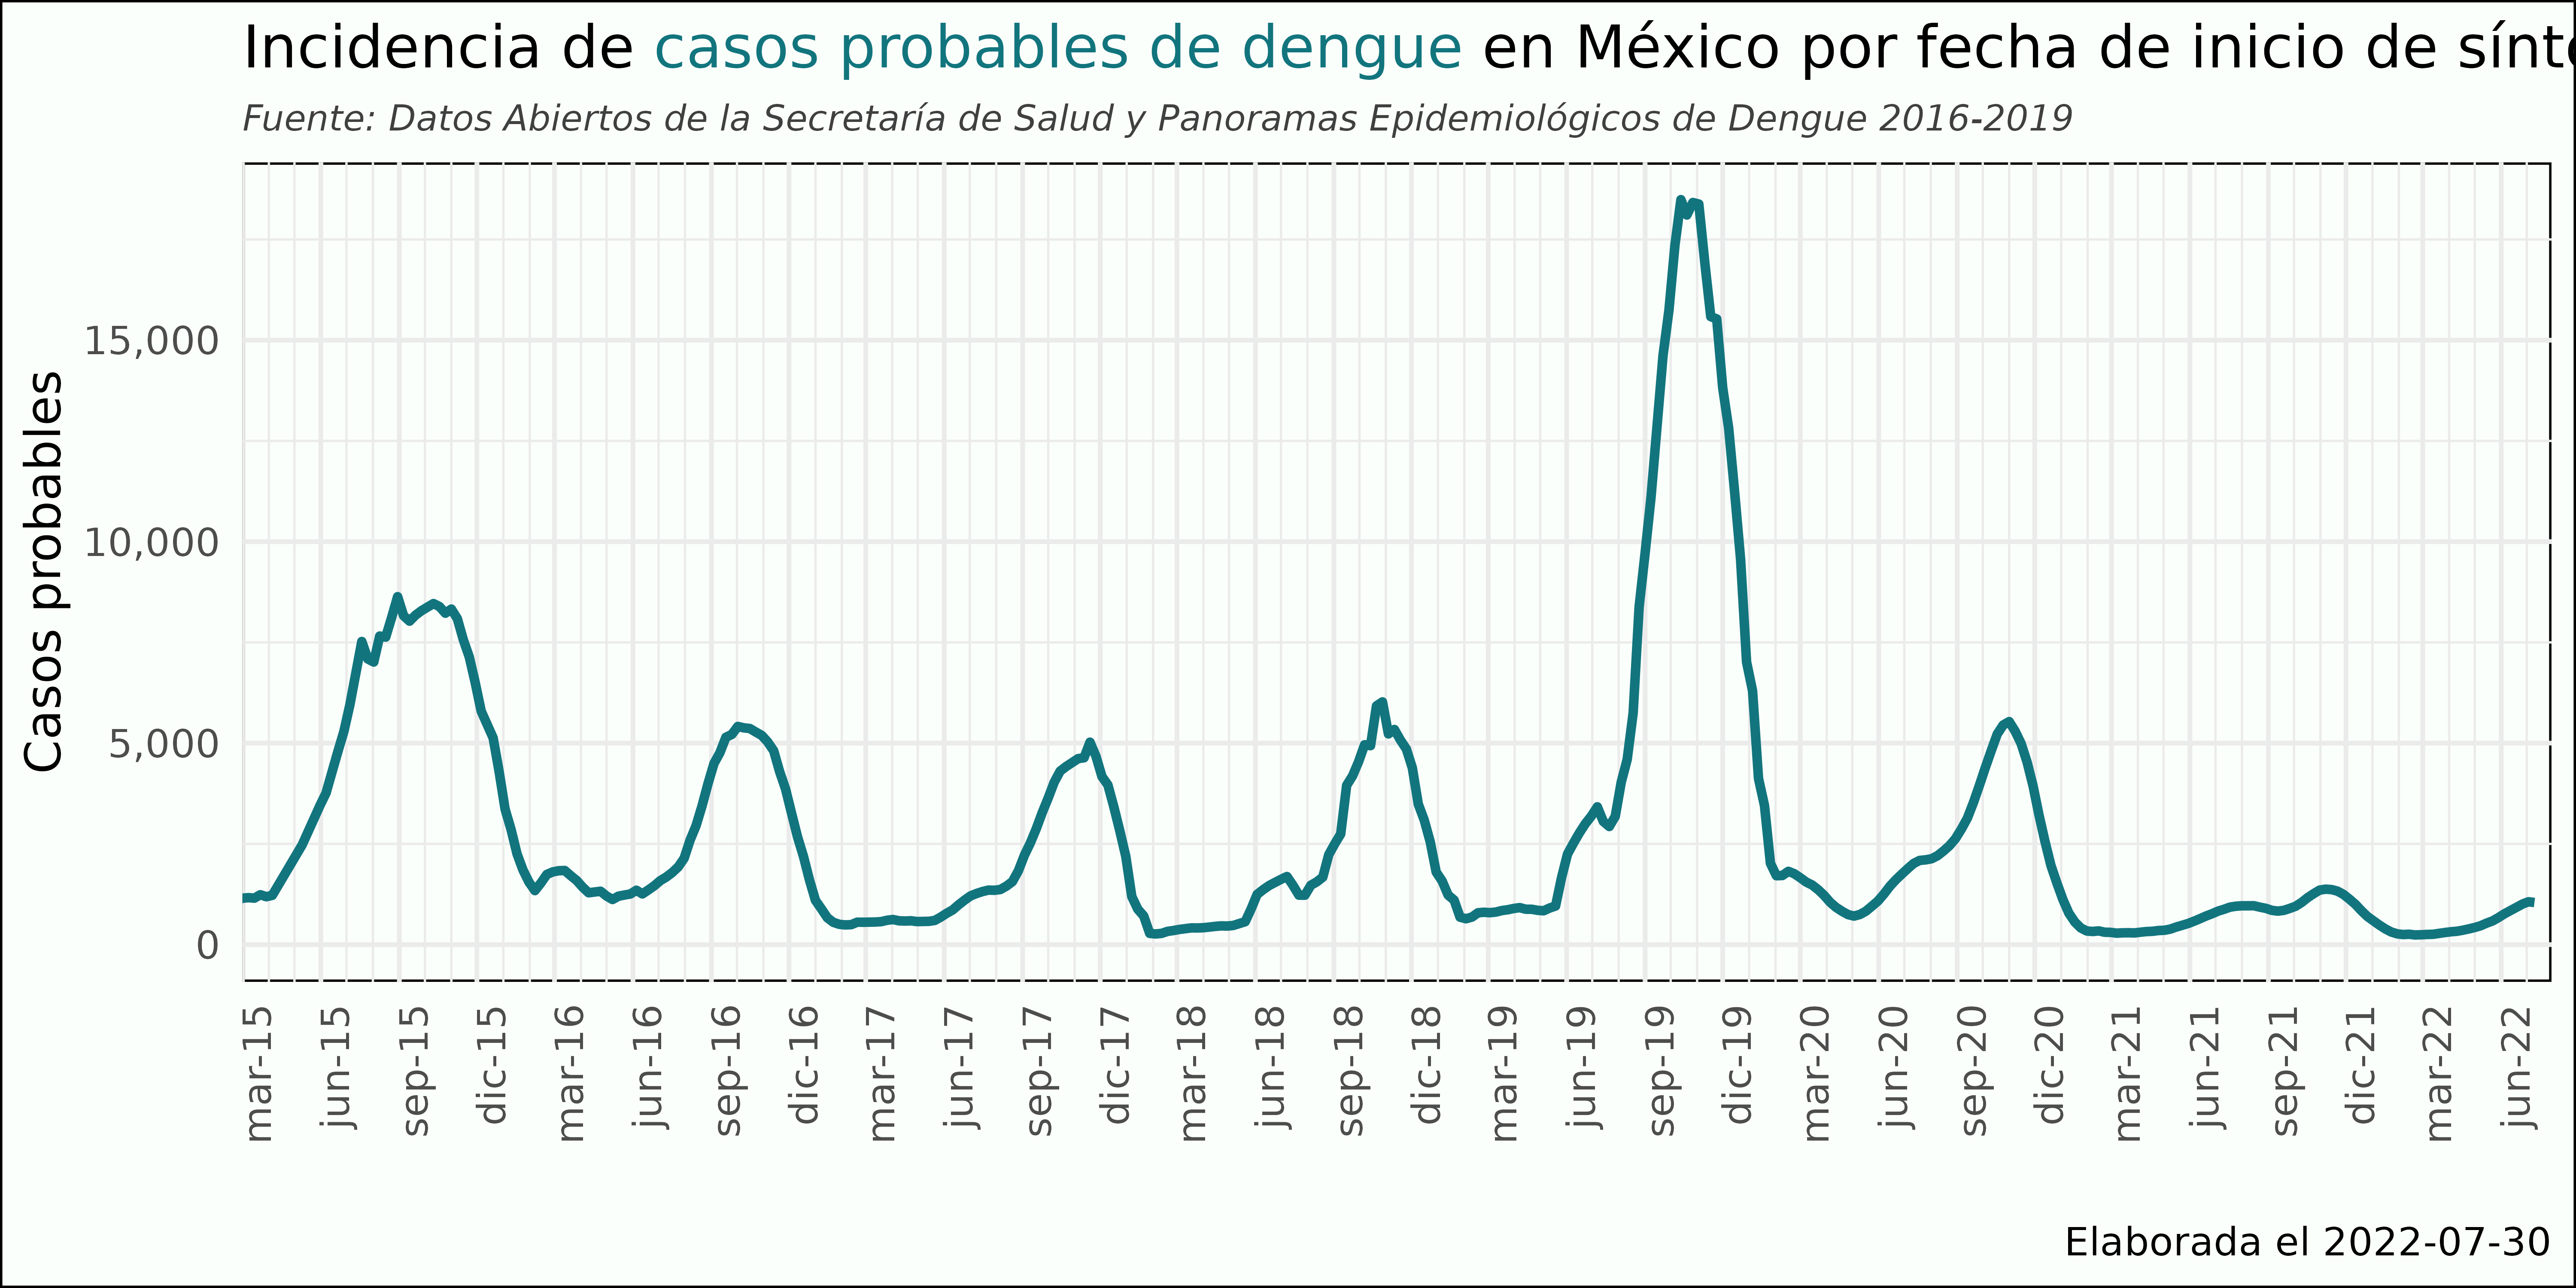 Incidencia de casos probables de dengue en México por fecha de inicio de sínt
Fuente: Datos Abiertos de la Secretaría de Salud y Panoramas Epidemiológicos de Dengue 2016-2019
Casos probables
15,000
10,000
5,000
0
mar-15
jun-15
sep-15
dic-15
mar-16
jun-16
sep-16
dic-16
mar-17
jun-17
sep-17
dic-17
mar-18
jun-18
sep-18
dic-18
mar-19
jun-19
sep-19
dic-19
mar-20
jun-20
sep-20
dic-20
mar-21
jun-21
sep-21
dic-21
mar-22
jun-22
Elaborada el 2022-07-30